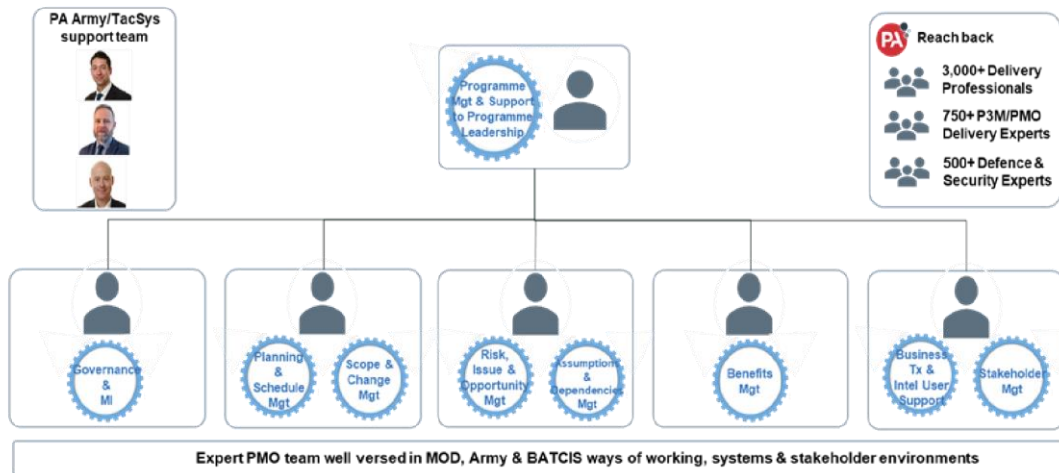 PA Army/TacSys
support team
Programme
Mgt & Support
to Programme
Leadership
PA
Reach back
3,000+ Delivery
Professionals
750+ P3M/PMO
Delivery Experts
500+ Defence &
Security Experts
Governance
&
MI
Planning
&
Schedule
Mgt
Scope &
Change
Mgt
Risk,
Issue &
Opportunity
Mgt
Assumptions
& 
Dependencies
Mgt
Benefits
Mgt
Business
Tx &
Intel User
Support
Stakeholder
Mgt
Expert PMO team well versed in MOD, Army & BATCIS ways of working, systems & stakeholder environments